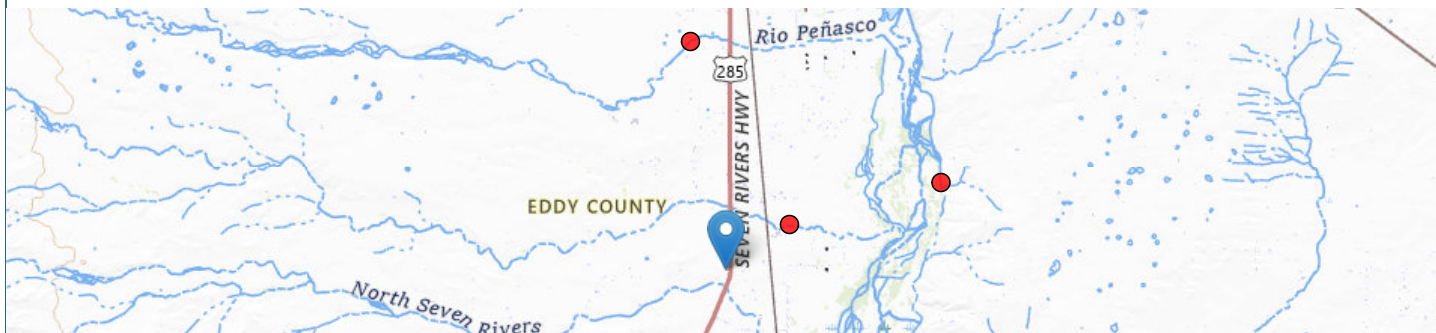 Rio Peñasco
285
SEVEN RIVERS HWY
EDDY COUNTY
North Seven Rivers